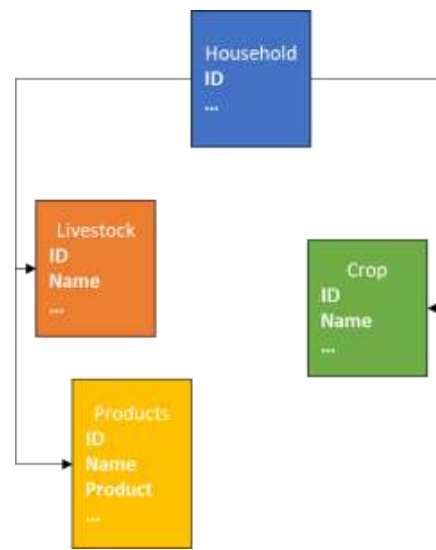 Household
ID
...
Livestock
ID
Name
...
Crop
ID
Name
...
Products
ID
Name
Product
...